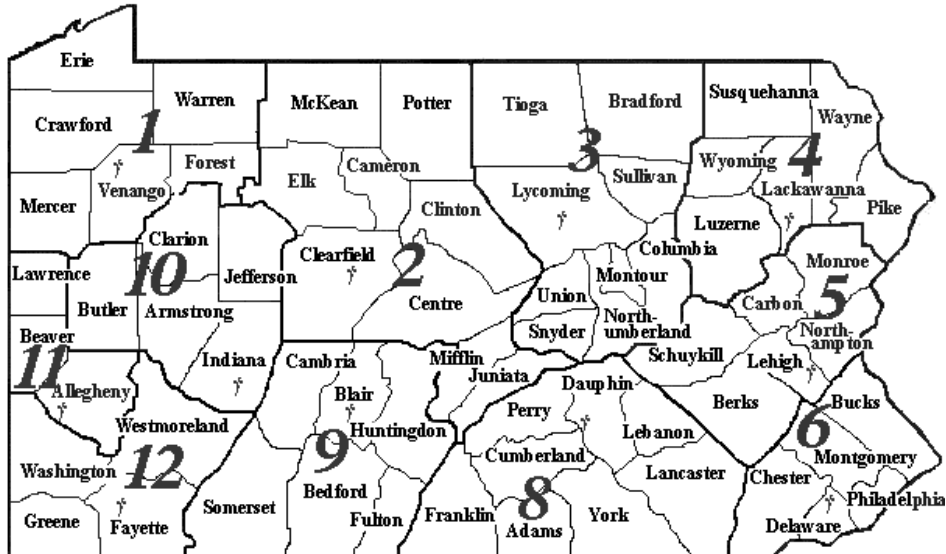 Erie
Warren
McKean
Potter
Tioga
Bradford
Susquehanna
Wayne
Crawford
1
3
4
Forest
Cameron
Wyoming
Venango
Elk
Sullivan
Lackawanna
Mercer
Lycoming
Pike
Clinton
Luzerne
Clarion
Columbia
Clearfield
2
Lawrence
10
Jefferson
Montour
Monroe
5
Butler
Centre
Union
Carbon
Armstrong
North-
umberland
North-
ampton
Beaver
Snyder
11
Indiana
Cambria
Mifflin
Schuykill
Lehigh
Allegheny
Juniata
Blair
Dauphin
Berks
Bucks
Perry
6
Westmoreland
Huntingdon
Lebanon
9
Cumberland
Montgomery
Washington
12
Lancaster
Chester
8
Bedford
Philadelphia
Somerset
Greene
Fayette
Fulton
Franklin
Adams
York
Delaware